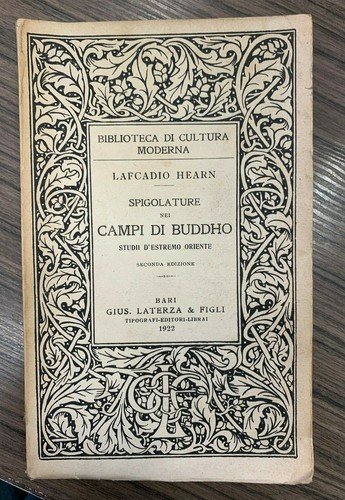 BIBLIOTECA DI CULTURA
MODERNA
LAFCADIO HEARN
SPIGOLATURE
NEI
CAMPI DI BUDDHO
STUDII D'ESTREMO ORIENTE
SECONDA EDIZIONE
BARI
GIUS. LATERZA & FIGLI
TIPOGRAFI-EDITORI-LIBRAI
1922